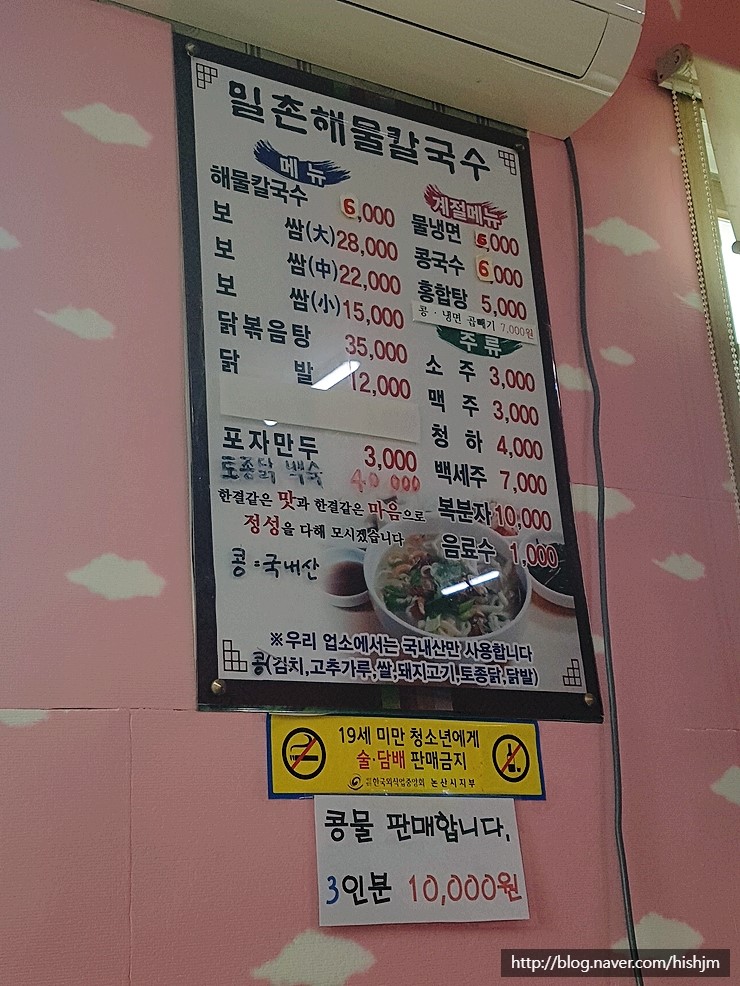 밀촌해물칼국수
메뉴
해물칼국수 6,000
보 쌈(大) 28,000
보 쌈(中) 22,000
보 쌈(小) 15,000
닭볶음탕 35,000
닭 발 12,000
포자만두 3,000
토종닭 백숙 40,000
한결같은 맛과 한결같은 마음으로
정성을 다해 모시겠습니다
콩:국내산
계절메뉴
물냉면 6,000
콩국수 6,000
홍합탕 5,000
콩·냉면 곱빼기 7,000원
주류
소 주 3,000
맥 주 3,000
청 하 4,000
백세주 7,000
복분자 10,000
음료수 1,000
※우리 업소에서는 국내산만 사용합니다
콩(김치,고추가루,쌀,돼지고기,토종닭,닭발)
19세 미만 청소년에게
술·담배 판매금지
한국외식업중앙회 논산시지부
콩물 판매합니다.
3인분 10,000원
http://blog.naver.com/hishjm